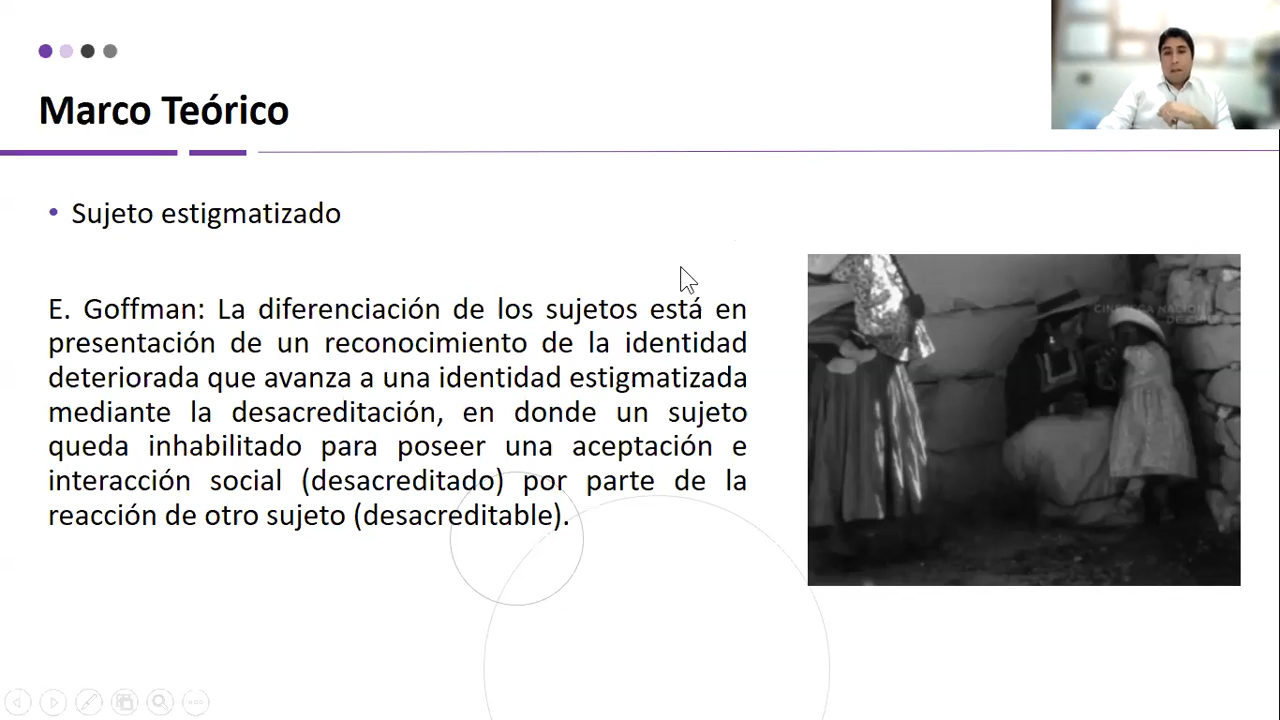 Marco Teórico
• Sujeto estigmatizado
E. Goffman: La diferenciación de los sujetos está en
presentación de un reconocimiento de la identidad
deteriorada que avanza a una identidad estigmatizada
mediante la desacreditación, en donde un sujeto
queda inhabilitado para poseer una aceptación e
interacción social (desacreditado) por parte de la
reacción de otro sujeto (desacreditable).